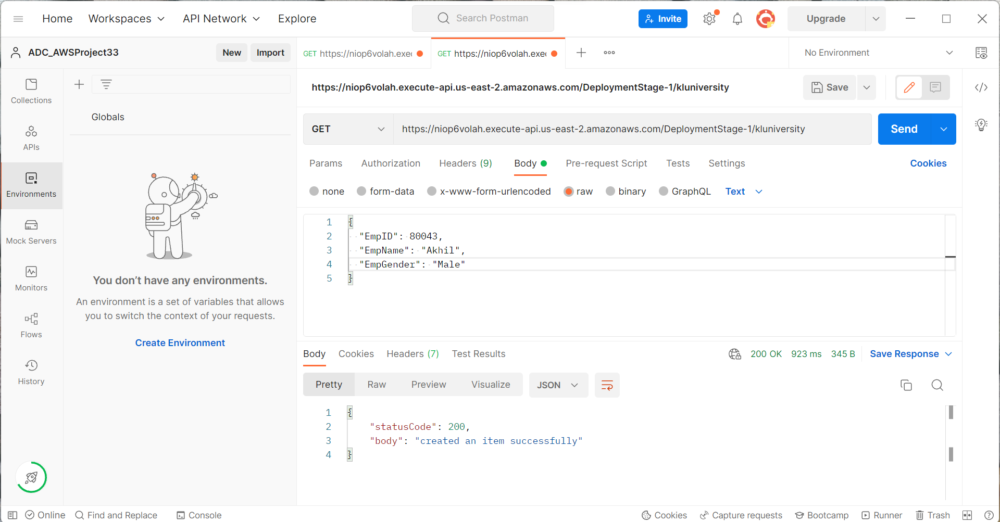 Home Workspaces API Network Explore Search Postman Invite Upgrade
ADC_AWSProject33 New Import GET https://niop6volah.exec GET https://niop6volah.exec No Environment
Collections
APIs
Environments
Mock Servers
Monitors
Flows
History
Globals
You don’t have any environments.
An environment is a set of variables that allows
you to switch the context of your requests.
Create Environment
https://niop6volah.execute-api.us-east-2.amazonaws.com/DeploymentStage-1/kluniversity Save
GET https://niop6volah.execute-api.us-east-2.amazonaws.com/DeploymentStage-1/kluniversity Send
Params Authorization Headers (9) Body Pre-request Script Tests Settings Cookies
none form-data x-www-form-urlencoded raw binary GraphQL Text
1 {
2 "EmpID": 80043,
3 "EmpName": "Akhil",
4 "EmpGender": "Male"
5 }
Body Cookies Headers (7) Test Results 200 OK 923 ms 345 B Save Response
Pretty Raw Preview Visualize JSON
1 {
2 "statusCode": 200,
3 "body": "created an item successfully"
4 }
Online Find and Replace Console Cookies Capture requests Bootcamp Runner Trash